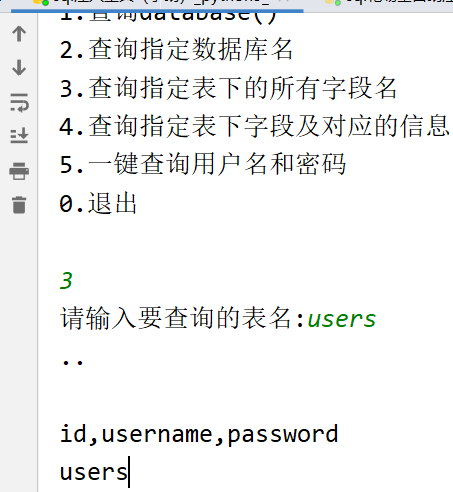 1.查询database()
2.查询指定数据库名
3.查询指定表下的所有字段名
4.查询指定表下字段及对应的信息
5.一键查询用户名和密码
0.退出
3
请输入要查询的表名:users
..
id,username,password
users